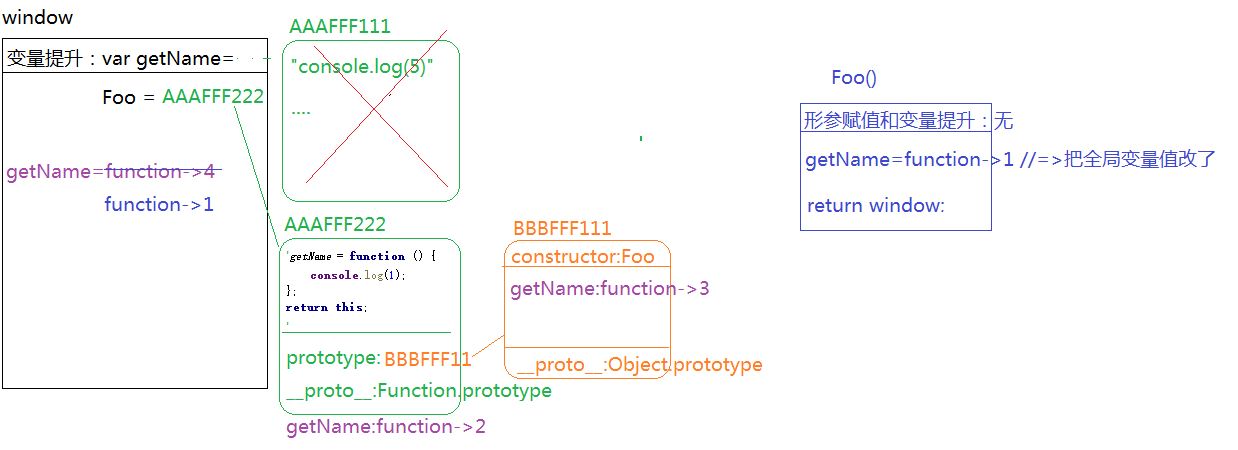 window
变量提升：var getName=
Foo = AAAFFF222
getName=function->4
function->1
AAAFFF111
"console.log(5)"
....
AAAFFF222
'getName = function () {
console.log(1);
};
return this;
'
prototype: BBBFFF11
__proto__:Function.prototype
getName:function->2
BBBFFF111
constructor:Foo
getName:function->3
__proto__:Object.prototype
Foo()
形参赋值和变量提升：无
getName=function->1 //=>把全局变量值改了
return window: